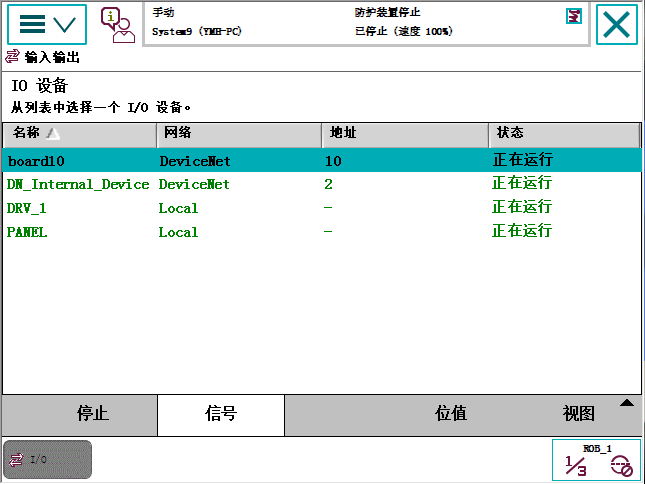 手动 防护装置停止
System9 (YMH-PC) 已停止 (速度 100%)
输入输出
IO 设备
从列表中选择一个 I/O 设备。
名称 网络 地址 状态
board10 DeviceNet 10 正在运行
DN_Internal_Device DeviceNet 2 正在运行
DRV_1 Local - 正在运行
PANEL Local - 正在运行
停止 信号 位值 视图
I/O
ROB_1
1/3